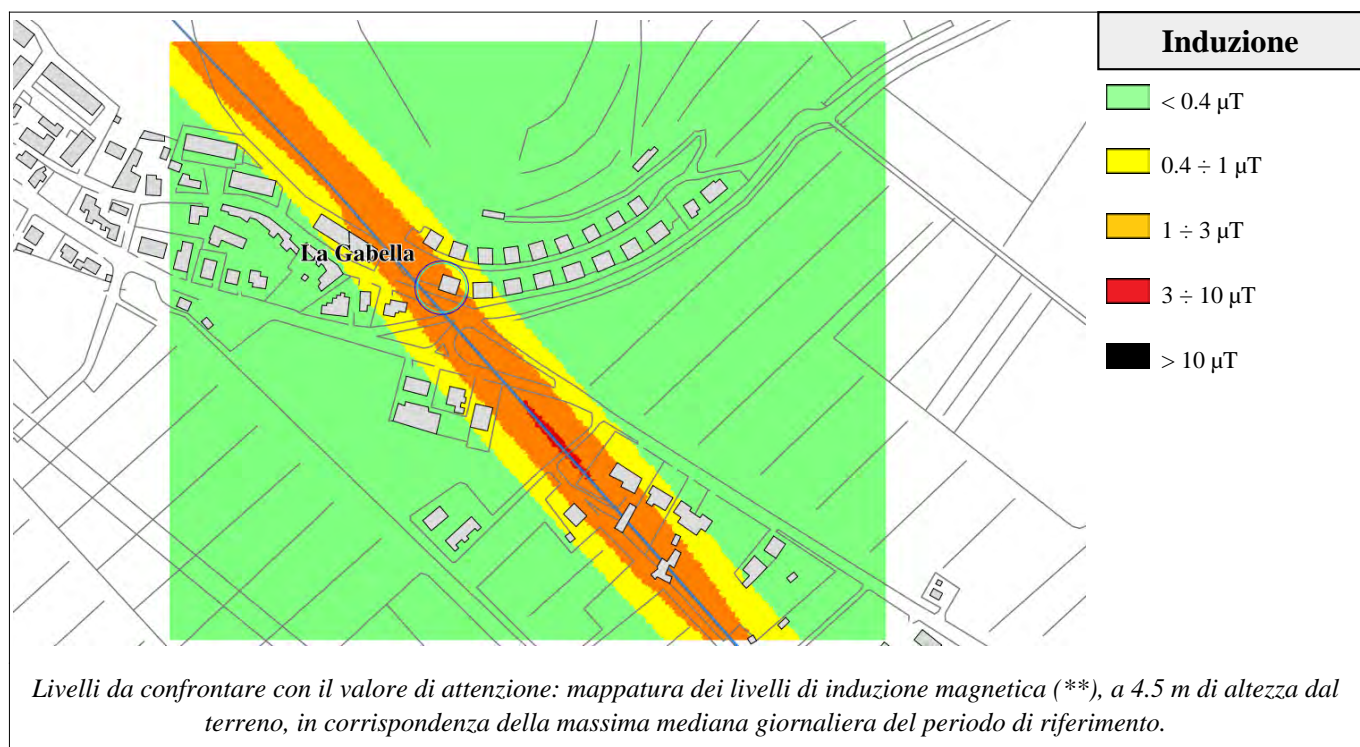 Induzione
< 0.4 µT
0.4 ÷ 1 µT
1 ÷ 3 µT
3 ÷ 10 µT
> 10 µT
La Gabella
Livelli da confrontare con il valore di attenzione: mappatura dei livelli di induzione magnetica (**), a 4.5 m di altezza dal
terreno, in corrispondenza della massima mediana giornaliera del periodo di riferimento.